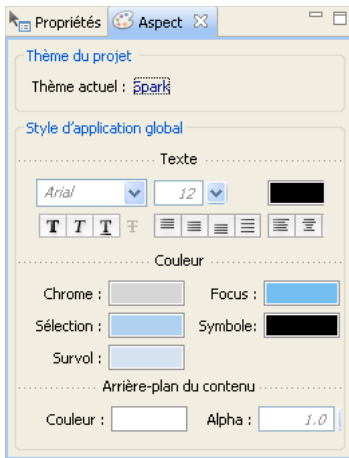 Propriétés Aspect
Thème du projet
Thème actuel : Spark
Style d'application global
Texte
Arial 12
T T T T
Couleur
Chrome : Focus :
Sélection : Symbole:
Survol :
Arrière-plan du contenu
Couleur : Alpha : 1.0